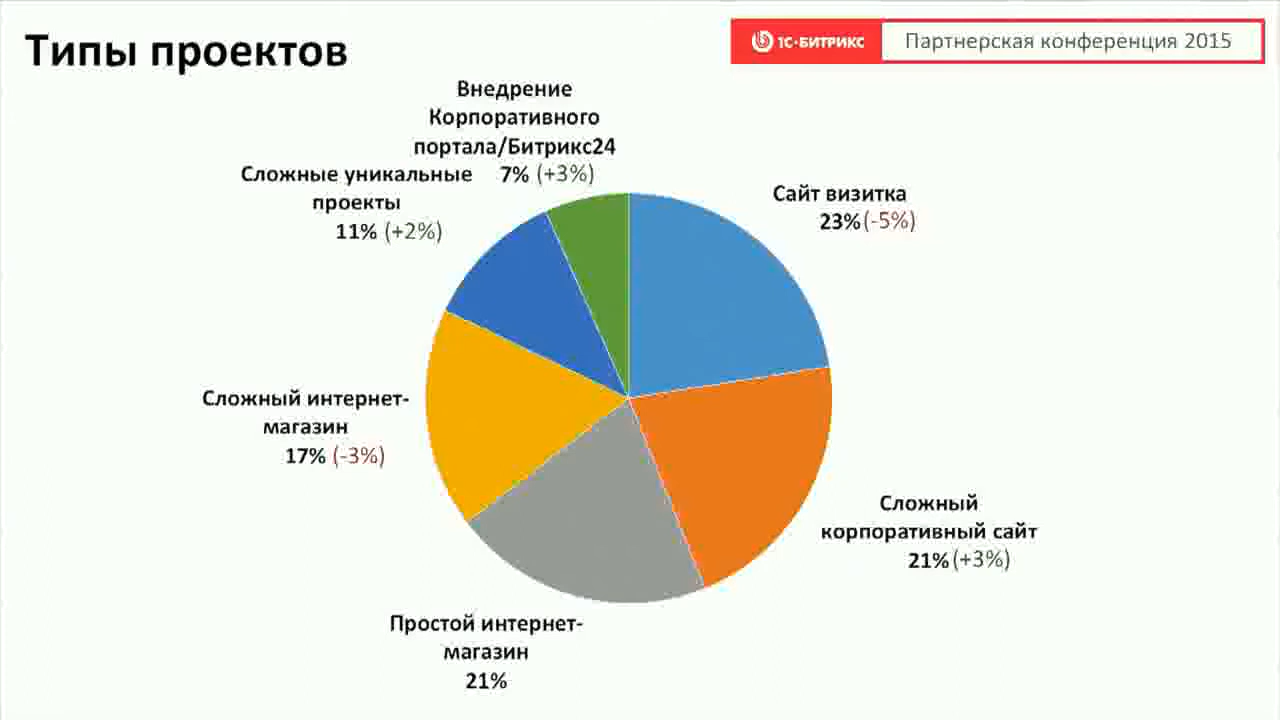 Типы проектов
1С·БИТРИКС
Партнерская конференция 2015
Внедрение
Корпоративного
портала/Битрикс24
7% (+3%)
Сложные уникальные
проекты
11% (+2%)
Сайт визитка
23%(-5%)
Сложный интернет-
магазин
17% (-3%)
Сложный
корпоративный сайт
21%(+3%)
Простой интернет-
магазин
21%